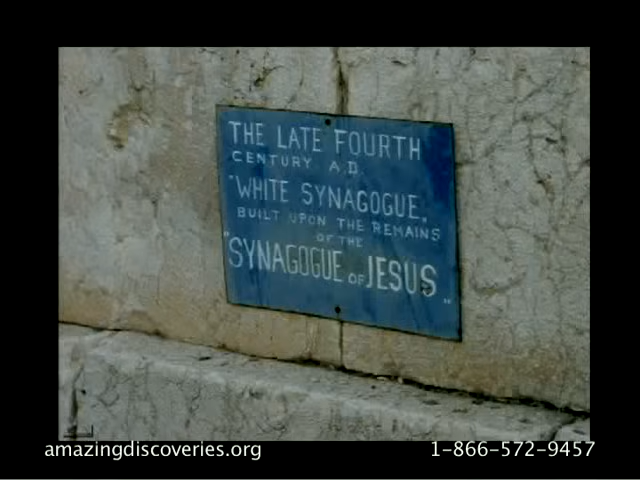 THE LATE FOURTH
CENTURY A.D.
"WHITE SYNAGOGUE„
BUILT UPON THE REMAINS
OF THE
"SYNAGOGUE OF JESUS„
amazingdiscoveries.org
1-866-572-9457